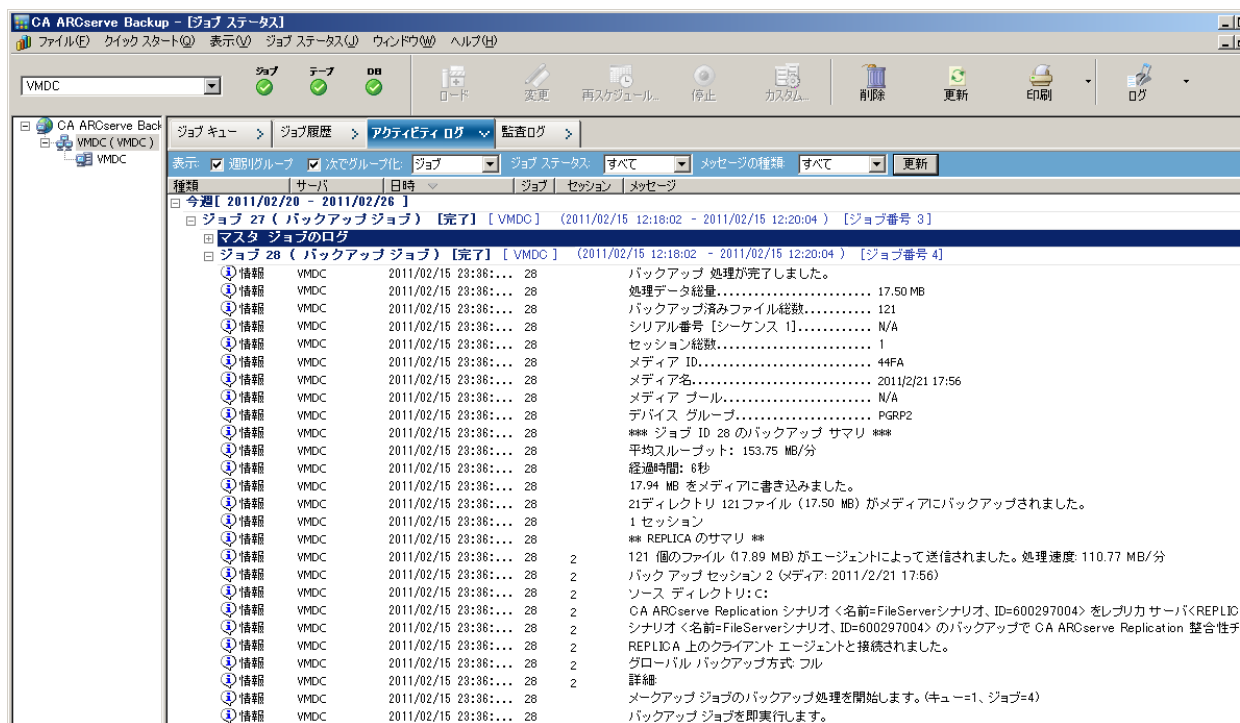 CA ARCserve Backup - [ジョブ ステータス]
ファイル(F) クイック スタート(Q) 表示(V) ジョブ ステータス(J) ウィンドウ(W) ヘルプ(H)
VMDC
ジョブ テープ DB
ロード 変更 再スケジュール... 停止 カスタム... 削除 更新 印刷 ログ
CA ARCserve Back
VMDC ( VMDC )
VMDC
ジョブ キュー > ジョブ履歴 > アクティビティ ログ 監査ログ >
表示: 週別グループ 次でグループ化: ジョブ ジョブ ステータス: すべて メッセージの種類: すべて 更新
種類 サーバ 日時 ジョブ セッション メッセージ
今週[ 2011/02/20 - 2011/02/26 ]
ジョブ 27 ( バックアップ ジョブ ) [完了] [ VMDC ] (2011/02/15 12:18:02 - 2011/02/15 12:20:04 ) [ジョブ番号 3]
マスタ ジョブのログ
ジョブ 28 ( バックアップ ジョブ ) [完了] [ VMDC ] (2011/02/15 12:18:02 - 2011/02/15 12:20:04 ) [ジョブ番号 4]
情報 VMDC 2011/02/15 23:36:... 28 バックアップ 処理が完了しました。
情報 VMDC 2011/02/15 23:36:... 28 処理データ総量........................ 17.50 MB
情報 VMDC 2011/02/15 23:36:... 28 バックアップ済みファイル総数........... 121
情報 VMDC 2011/02/15 23:36:... 28 シリアル番号 [シーケンス 1]............ N/A
情報 VMDC 2011/02/15 23:36:... 28 セッション総数........................ 1
情報 VMDC 2011/02/15 23:36:... 28 メディア ID........................... 44FA
情報 VMDC 2011/02/15 23:36:... 28 メディア名............................ 2011/2/21 17:56
情報 VMDC 2011/02/15 23:36:... 28 メディア プール....................... N/A
情報 VMDC 2011/02/15 23:36:... 28 デバイス グループ..................... PGRP2
情報 VMDC 2011/02/15 23:36:... 28 *** ジョブ ID 28 のバックアップ サマリ ***
情報 VMDC 2011/02/15 23:36:... 28 平均スループット: 153.75 MB/分
情報 VMDC 2011/02/15 23:36:... 28 経過時間: 6秒
情報 VMDC 2011/02/15 23:36:... 28 17.94 MB をメディアに書き込みました。
情報 VMDC 2011/02/15 23:36:... 28 21ディレクトリ 121ファイル (17.50 MB) がメディアにバックアップされました。
情報 VMDC 2011/02/15 23:36:... 28 1 セッション
情報 VMDC 2011/02/15 23:36:... 28 ** REPLICA のサマリ **
情報 VMDC 2011/02/15 23:36:... 28 2 121 個のファイル (17.89 MB) がエージェントによって送信されました。処理速度: 110.77 MB/分
情報 VMDC 2011/02/15 23:36:... 28 2 バック アップ セッション 2 (メディア: 2011/2/21 17:56)
情報 VMDC 2011/02/15 23:36:... 28 2 ソース ディレクトリ: C:
情報 VMDC 2011/02/15 23:36:... 28 2 CA ARCserve Replication シナリオ <名前=FileServerシナリオ、ID=600297004> をレプリカ サーバ<REPLIC
情報 VMDC 2011/02/15 23:36:... 28 2 シナリオ <名前=FileServerシナリオ、ID=600297004> のバックアップで CA ARCserve Replication 整合性チ
情報 VMDC 2011/02/15 23:36:... 28 2 REPLICA 上のクライアント エージェントと接続されました。
情報 VMDC 2011/02/15 23:36:... 28 2 グローバル バックアップ方式: フル
情報 VMDC 2011/02/15 23:36:... 28 2 詳細:
情報 VMDC 2011/02/15 23:36:... 28 メークアップ ジョブのバックアップ処理を開始します。(キュー=1、ジョブ=4)
情報 VMDC 2011/02/15 23:36:... 28 バックアップ ジョブを即実行します。